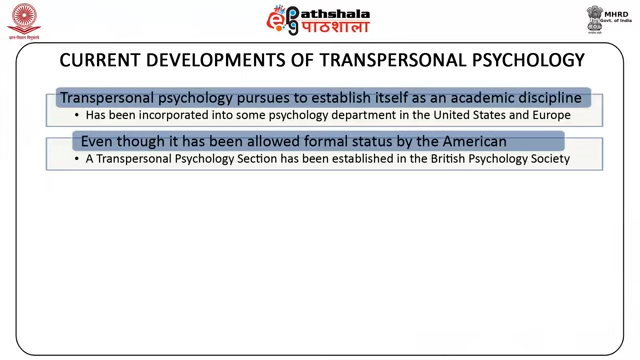 ePathshala
पाठशाला
MHRD
Govt. of India
CURRENT DEVELOPMENTS OF TRANSPERSONAL PSYCHOLOGY
Transpersonal psychology pursues to establish itself as an academic discipline
• Has been incorporated into some psychology department in the United States and Europe
Even though it has been allowed formal status by the American
• A Transpersonal Psychology Section has been established in the British Psychology Society